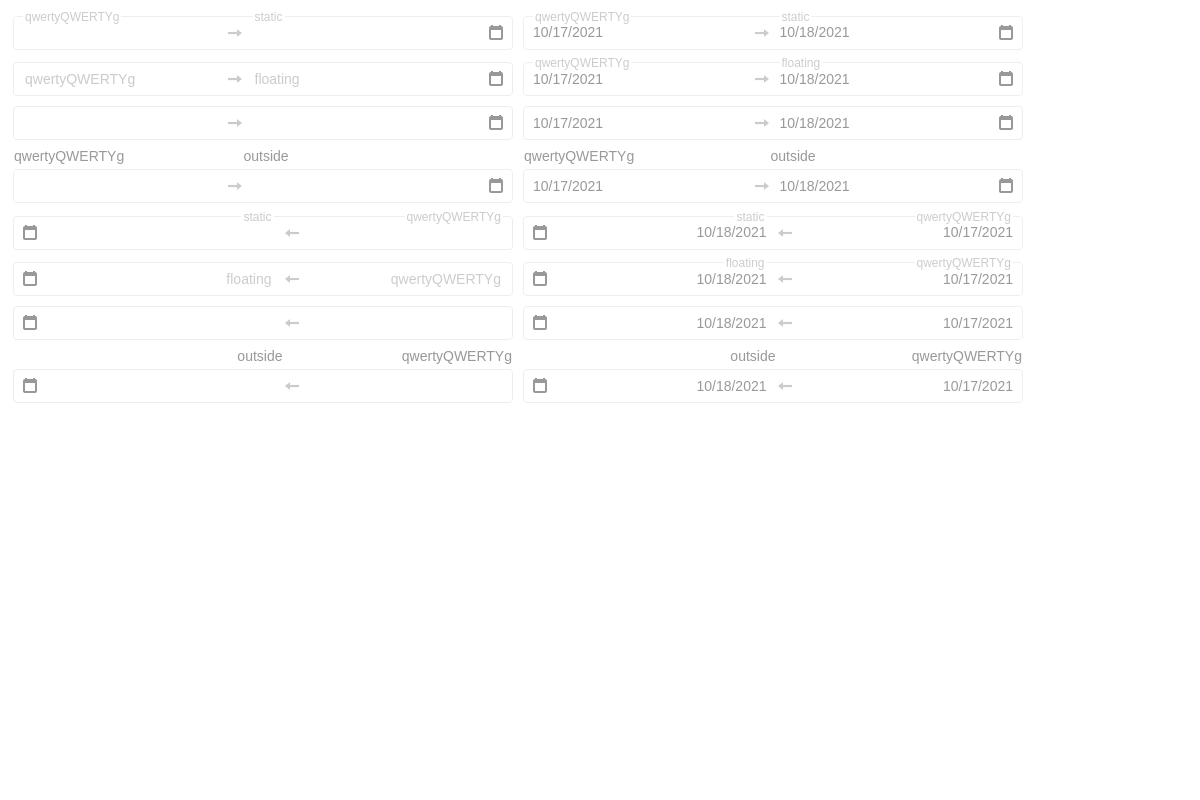 qwertyQWERTYg static qwertyQWERTYg static
10/17/2021 10/18/2021
qwertyQWERTYg floating
qwertyQWERTYg floating 10/17/2021 10/18/2021
10/17/2021 10/18/2021
qwertyQWERTYg outside qwertyQWERTYg outside
10/17/2021 10/18/2021
static qwertyQWERTYg static qwertyQWERTYg
10/18/2021 10/17/2021
floating qwertyQWERTYg
floating qwertyQWERTYg 10/18/2021 10/17/2021
10/18/2021 10/17/2021
outside qwertyQWERTYg outside qwertyQWERTYg
10/18/2021 10/17/2021